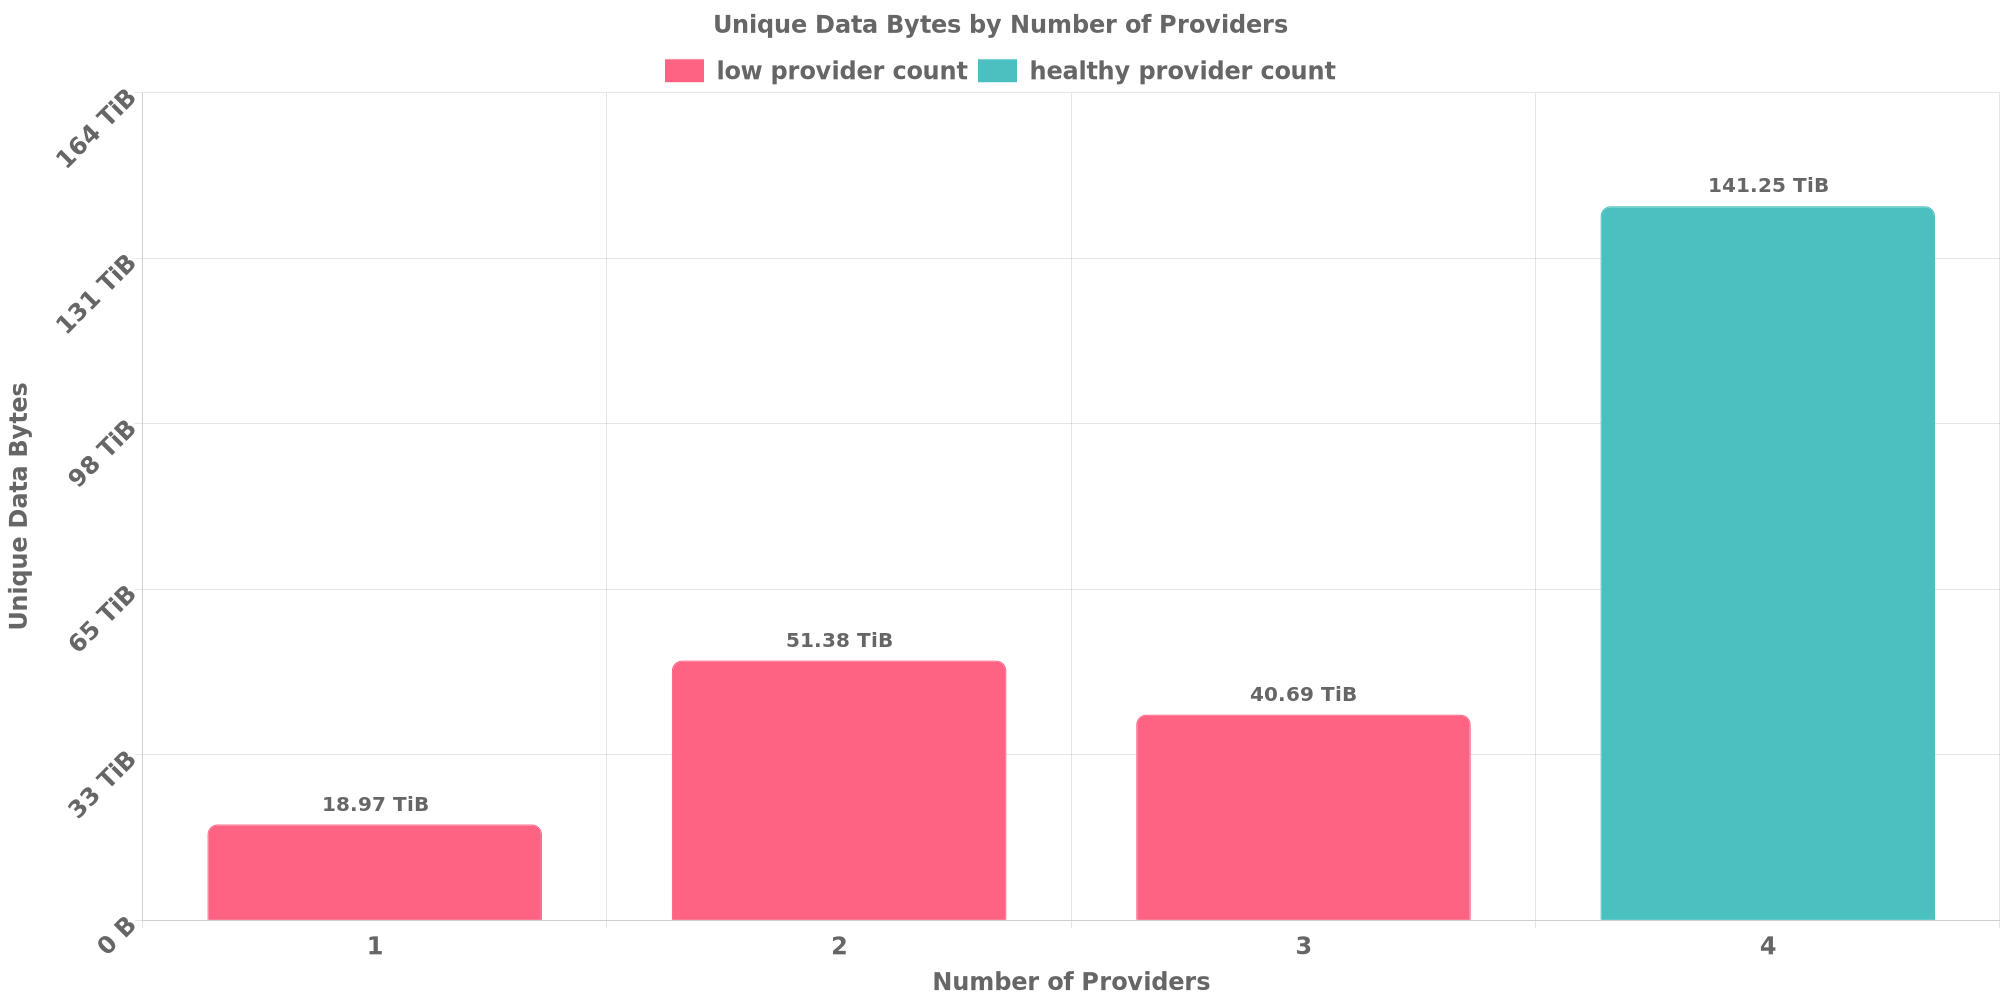 Unique Data Bytes by Number of Providers
low provider count healthy provider count
164 TiB
131 TiB
98 TiB
65 TiB
33 TiB
0 B
Unique Data Bytes
18.97 TiB
51.38 TiB
40.69 TiB
141.25 TiB
1 2 3 4
Number of Providers